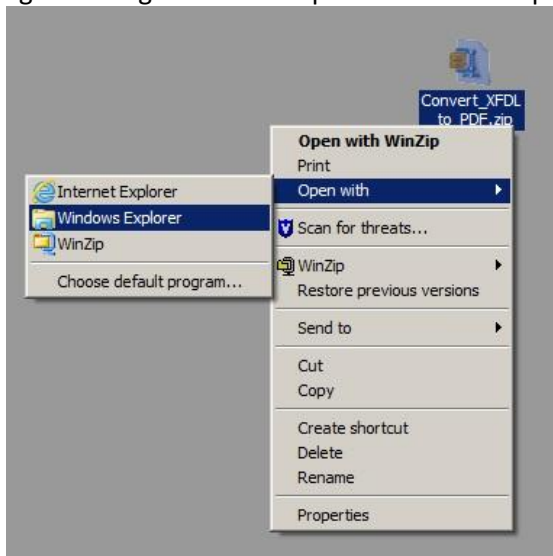 Convert_XFDL
to_PDF.zip
Open with WinZip
Print
Open with
Scan for threats...
WinZip
Restore previous versions
Send to
Cut
Copy
Create shortcut
Delete
Rename
Properties
Internet Explorer
Windows Explorer
WinZip
Choose default program...